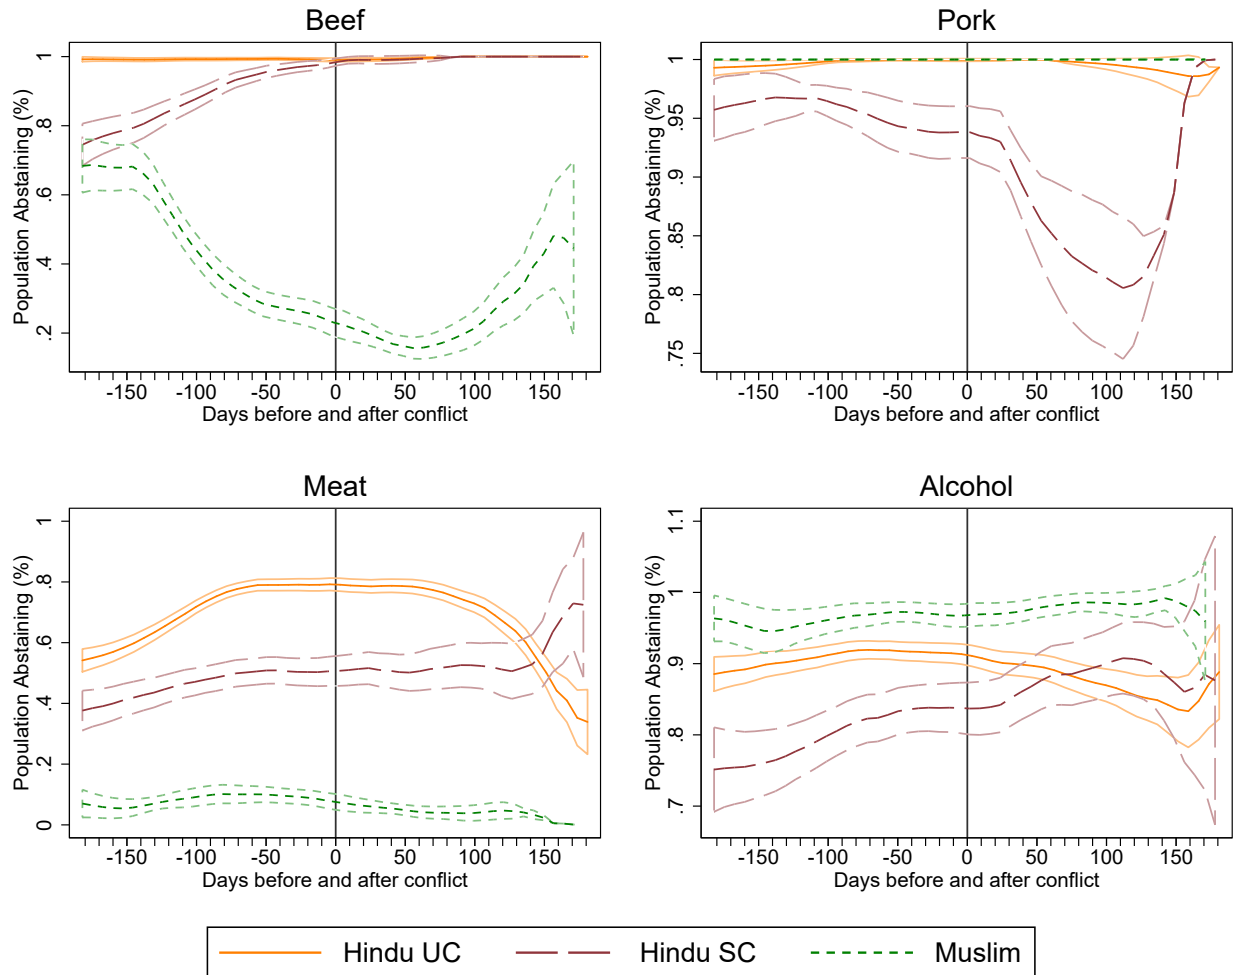 Beef
Population Abstaining (%)
1
.8
.6
.4
.2
-150 -100 -50 0 50 100 150
Days before and after conflict
Pork
Population Abstaining (%)
1
.95
.9
.85
.8
.75
-150 -100 -50 0 50 100 150
Days before and after conflict
Meat
Population Abstaining (%)
1
.8
.6
.4
.2
0
-150 -100 -50 0 50 100 150
Days before and after conflict
Alcohol
Population Abstaining (%)
1.1
1
.9
.8
.7
-150 -100 -50 0 50 100 150
Days before and after conflict
Hindu UC Hindu SC Muslim